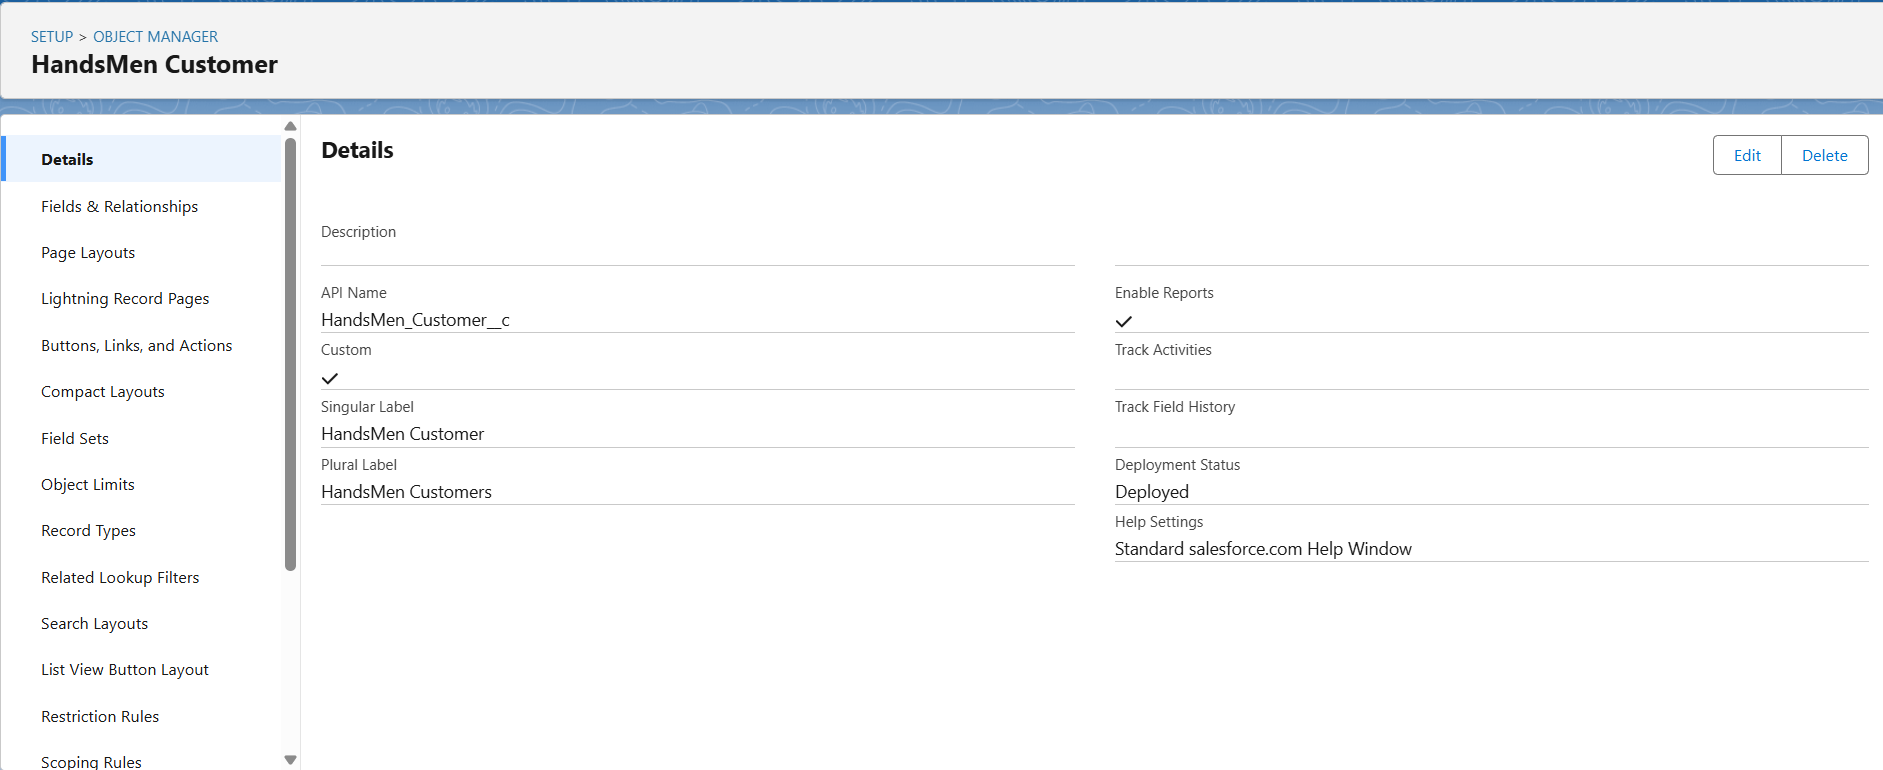 SETUP > OBJECT MANAGER
HandsMen Customer
Details
Fields & Relationships
Page Layouts
Lightning Record Pages
Buttons, Links, and Actions
Compact Layouts
Field Sets
Object Limits
Record Types
Related Lookup Filters
Search Layouts
List View Button Layout
Restriction Rules
Scoping Rules
Details
Edit
Delete
Description
API Name
HandsMen_Customer__c
Custom
Singular Label
HandsMen Customer
Plural Label
HandsMen Customers
Enable Reports
Track Activities
Track Field History
Deployment Status
Deployed
Help Settings
Standard salesforce.com Help Window